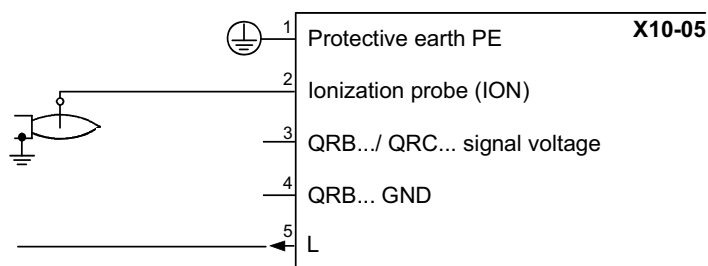 X10-05
1 Protective earth PE
2 Ionization probe (ION)
3 QRB.../ QRC... signal voltage
4 QRB... GND
5 L